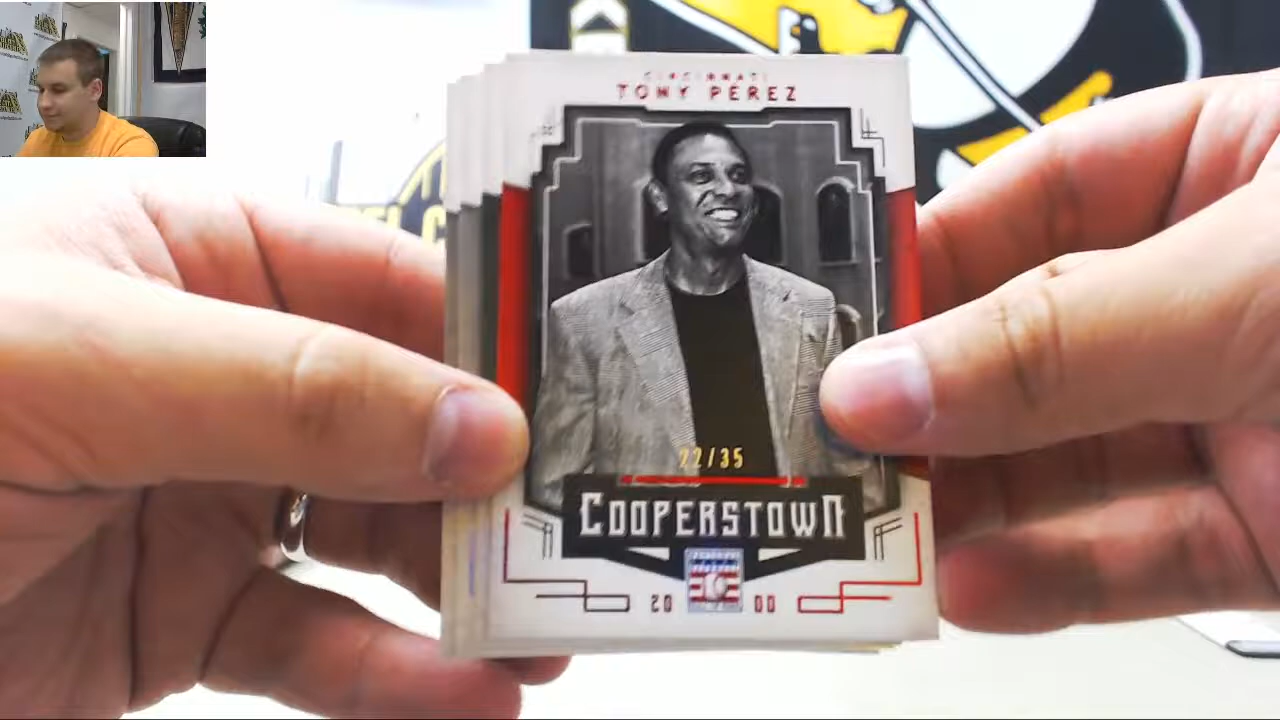 CINCINNATI
TONY PEREZ
22/35
COOPERSTOWN
20 00